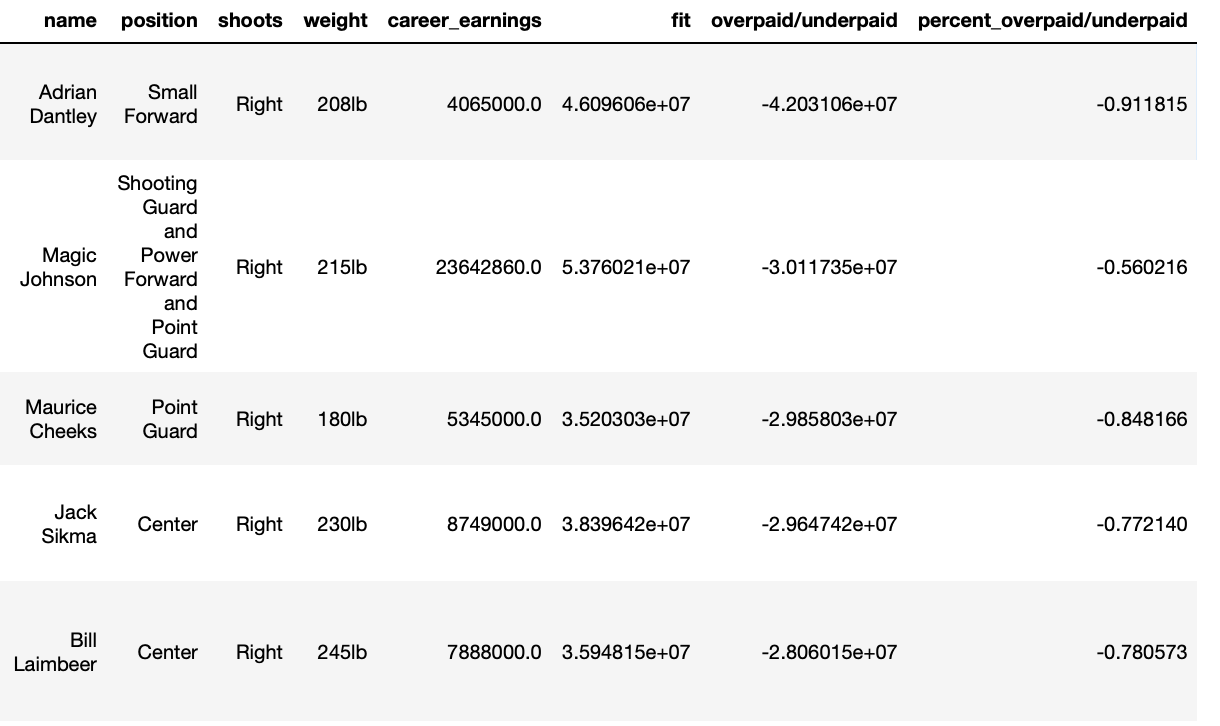 name position shoots weight career_earnings fit overpaid/underpaid percent_overpaid/underpaid
Adrian Dantley Small Forward Right 208lb 4065000.0 4.609606e+07 -4.203106e+07 -0.911815
Magic Johnson Shooting Guard and Power Forward and Point Guard Right 215lb 23642860.0 5.376021e+07 -3.011735e+07 -0.560216
Maurice Cheeks Point Guard Right 180lb 5345000.0 3.520303e+07 -2.985803e+07 -0.848166
Jack Sikma Center Right 230lb 8749000.0 3.839642e+07 -2.964742e+07 -0.772140
Bill Laimbeer Center Right 245lb 7888000.0 3.594815e+07 -2.806015e+07 -0.780573